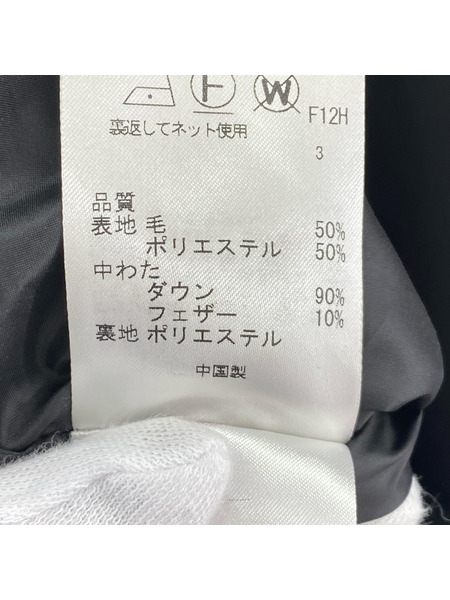 F W
F12H
裏返してネット使用
3
品質
表地 毛 50%
ポリエステル 50%
中わた
ダウン 90%
フェザー 10%
裏地 ポリエステル
中国製